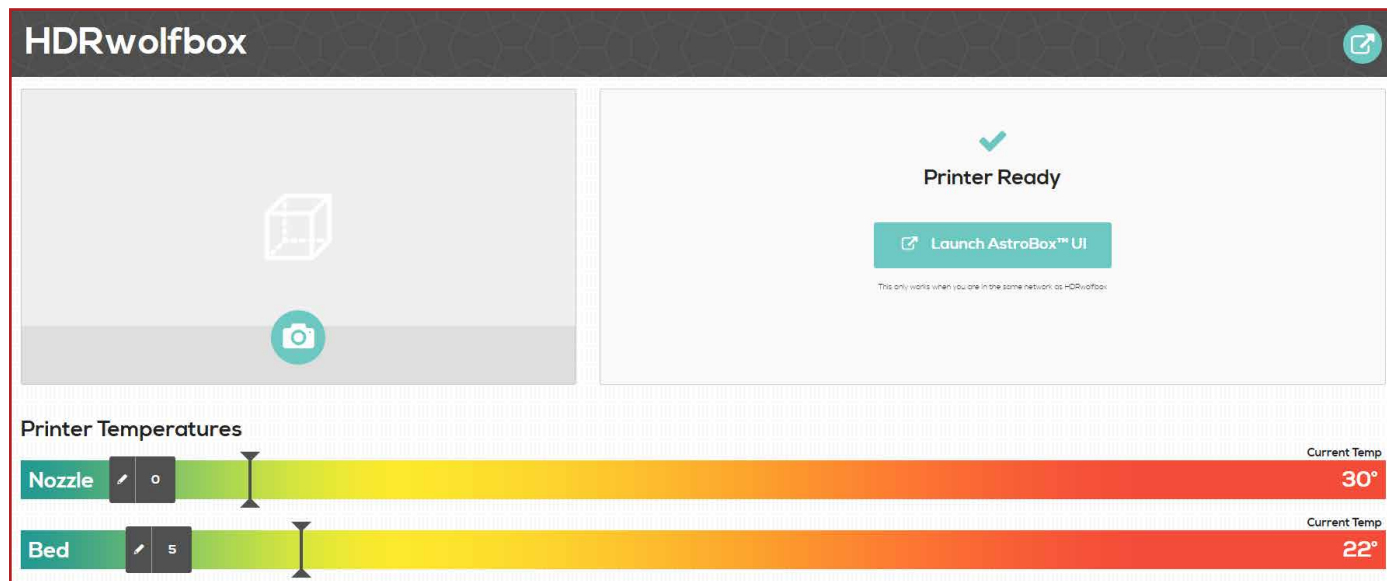 HDRwolfbox
Printer Ready
Launch AstroBox™ UI
This only works when you are in the same network as HDRwolfbox
Printer Temperatures
Current Temp
Nozzle 0 30°
Current Temp
Bed 5 22°